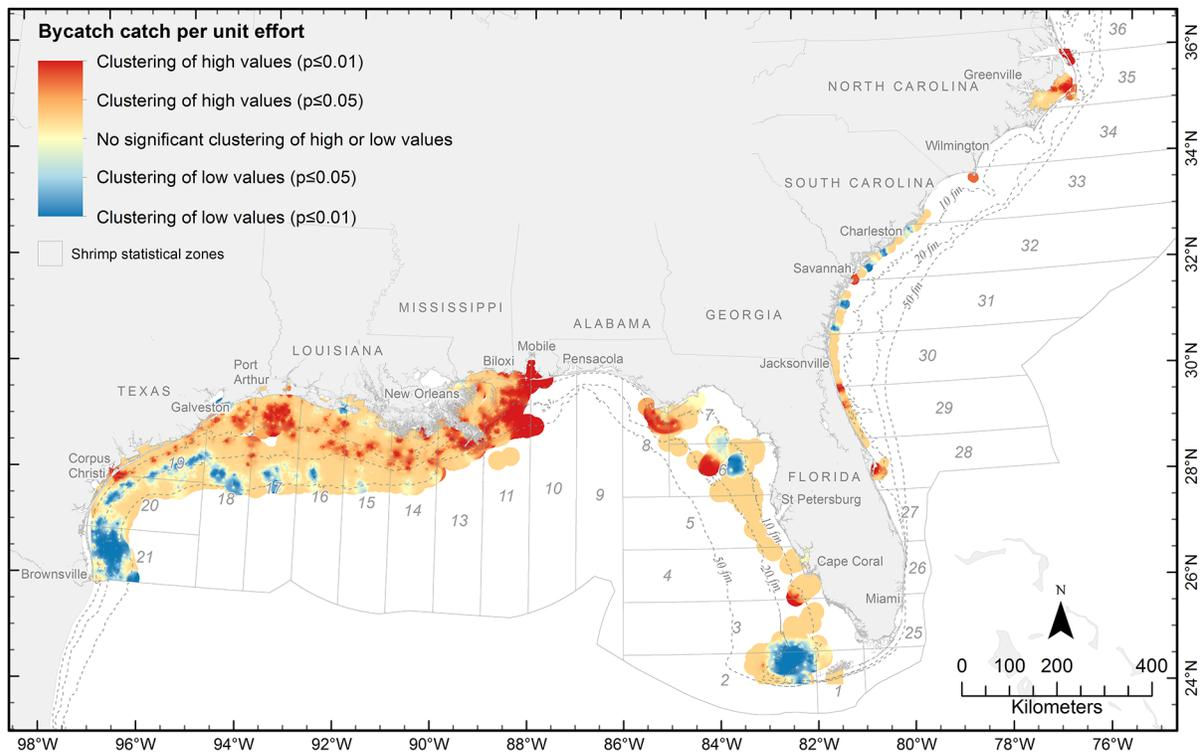 Bycatch catch per unit effort
Clustering of high values (p≤0.01)
Clustering of high values (p≤0.05)
No significant clustering of high or low values
Clustering of low values (p≤0.05)
Clustering of low values (p≤0.01)
Shrimp statistical zones
36
36°N
Greenville
35
NORTH CAROLINA
34
34°N
Wilmington
33
SOUTH CAROLINA
10 fm.
Charleston
32
20 fm.
32°N
Savannah
50 fm.
31
MISSISSIPPI
ALABAMA
GEORGIA
Mobile
LOUISIANA
Biloxi
Pensacola
30
30°N
Jacksonville
Port
Arthur
TEXAS
New Orleans
Galveston
29
7
8
28
Corpus
Christi
19
6
28°N
FLORIDA
18
17
16
15
14
13
11
10
9
St Petersburg
20
27
5
10 fm.
21
Cape Coral
Brownsville
4
50 fm.
20 fm.
26
26°N
Miami
N
3
25
2
1
24°N
0 100 200 400
Kilometers
98°W 96°W 94°W 92°W 90°W 88°W 86°W 84°W 82°W 80°W 78°W 76°W